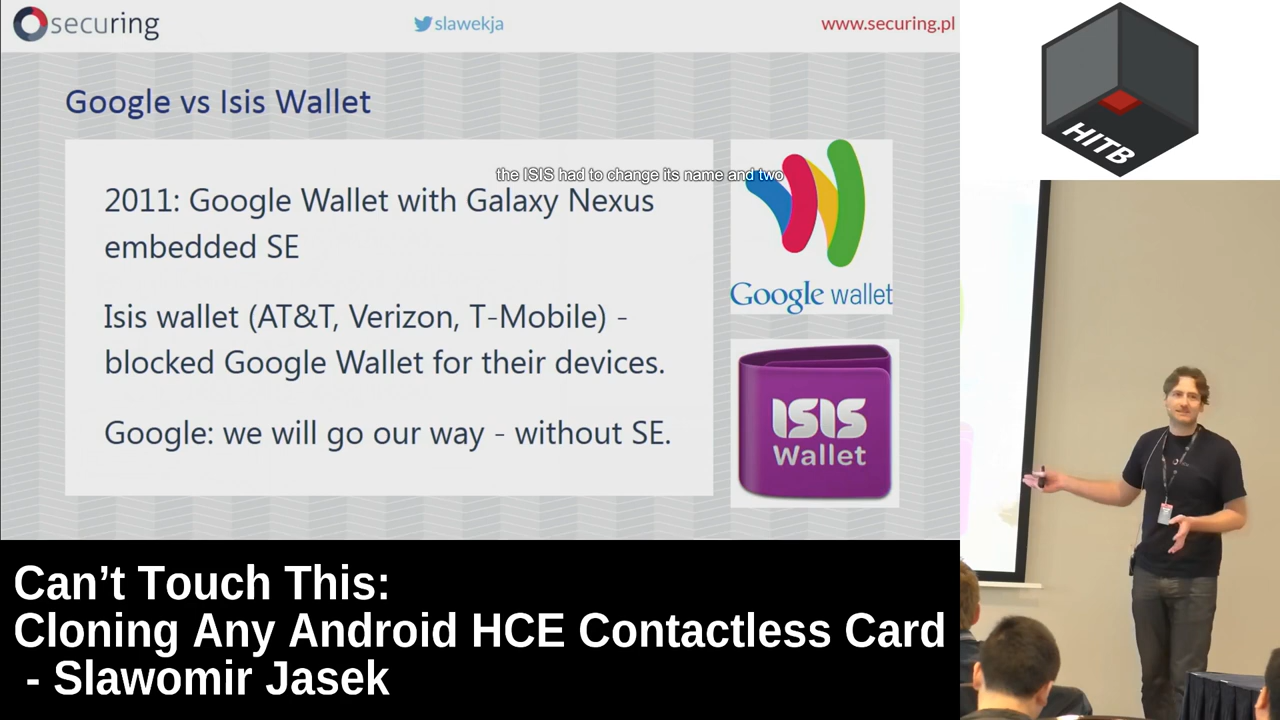 securing
slawekja
www.securing.pl
Google vs Isis Wallet
the ISIS had to change its name and two
2011: Google Wallet with Galaxy Nexus
embedded SE
Isis wallet (AT&T, Verizon, T-Mobile) -
blocked Google Wallet for their devices.
Google: we will go our way - without SE.
Google wallet
ISIS
Wallet
HITB
Can’t Touch This:
Cloning Any Android HCE Contactless Card
- Slawomir Jasek